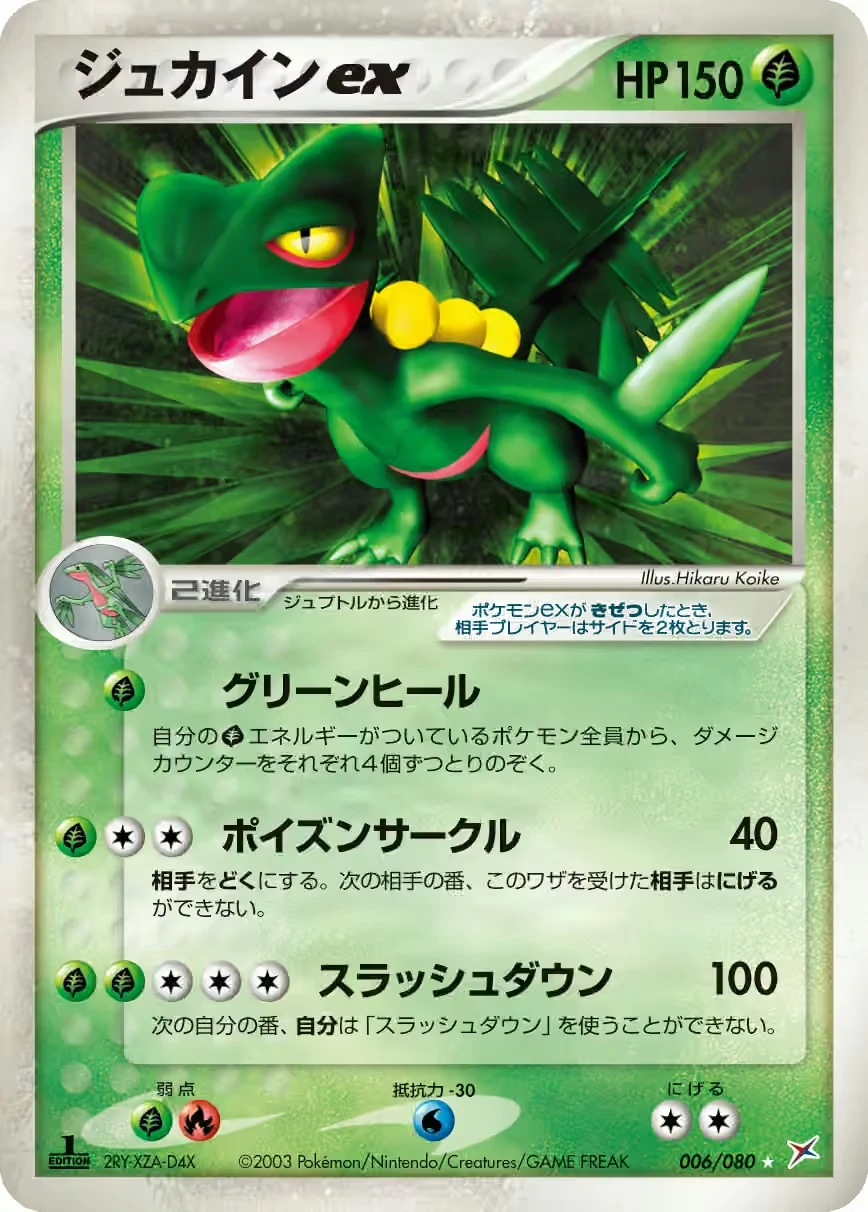 ジュカインex HP150
Illus.Hikaru Koike
己進化
ジュプトルから進化
ポケモンexが きぜつしたとき、
相手プレイヤーはサイドを2枚とります。
グリーンヒール
自分のエネルギーがついているポケモン全員から、ダメージ
カウンターをそれぞれ4個ずつとりのぞく。
ポイズンサークル 40
相手をどくにする。次の相手の番、このワザを受けた相手はにげる
ができない。
スラッシュダウン 100
次の自分の番、自分は「スラッシュダウン」を使うことができない。
弱点 抵抗力 -30 にげる
1 EDITION 2RY-XZA-D4X ©2003 Pokémon/Nintendo/Creatures/GAME FREAK 006/080 ★